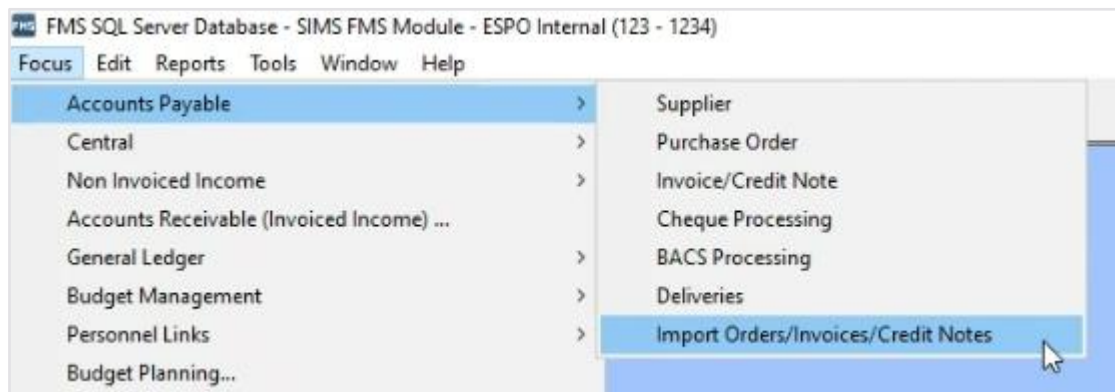 FMS FMS SQL Server Database - SIMS FMS Module - ESPO Internal (123 - 1234)
Focus Edit Reports Tools Window Help
Accounts Payable
Central
Non Invoiced Income
Accounts Receivable (Invoiced Income) ...
General Ledger
Budget Management
Personnel Links
Budget Planning...
Supplier
Purchase Order
Invoice/Credit Note
Cheque Processing
BACS Processing
Deliveries
Import Orders/Invoices/Credit Notes